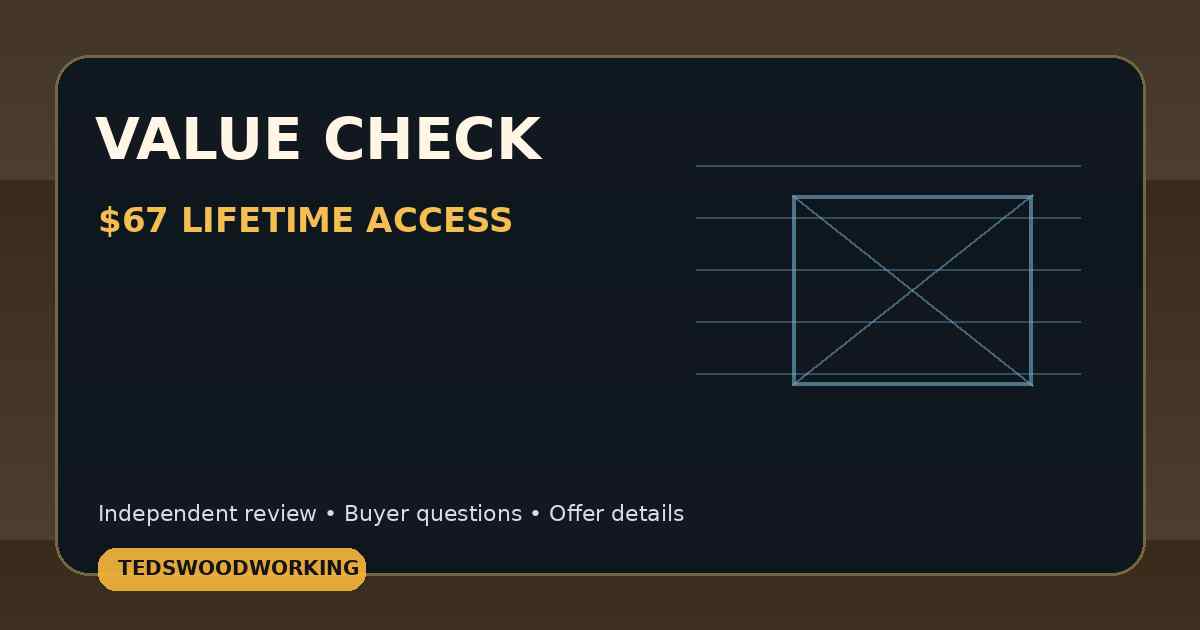 VALUE CHECK
$67 LIFETIME ACCESS
Independent review • Buyer questions • Offer details
TEDSWOODWORKING